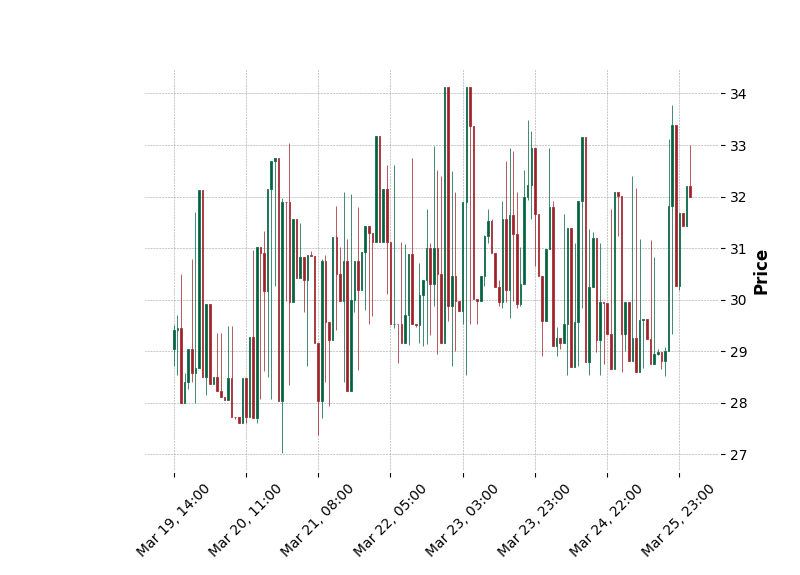 34
33
32
31
30
29
28
27
Price
Mar 19, 14:00
Mar 20, 11:00
Mar 21, 08:00
Mar 22, 05:00
Mar 23, 03:00
Mar 23, 23:00
Mar 24, 22:00
Mar 25, 23:00